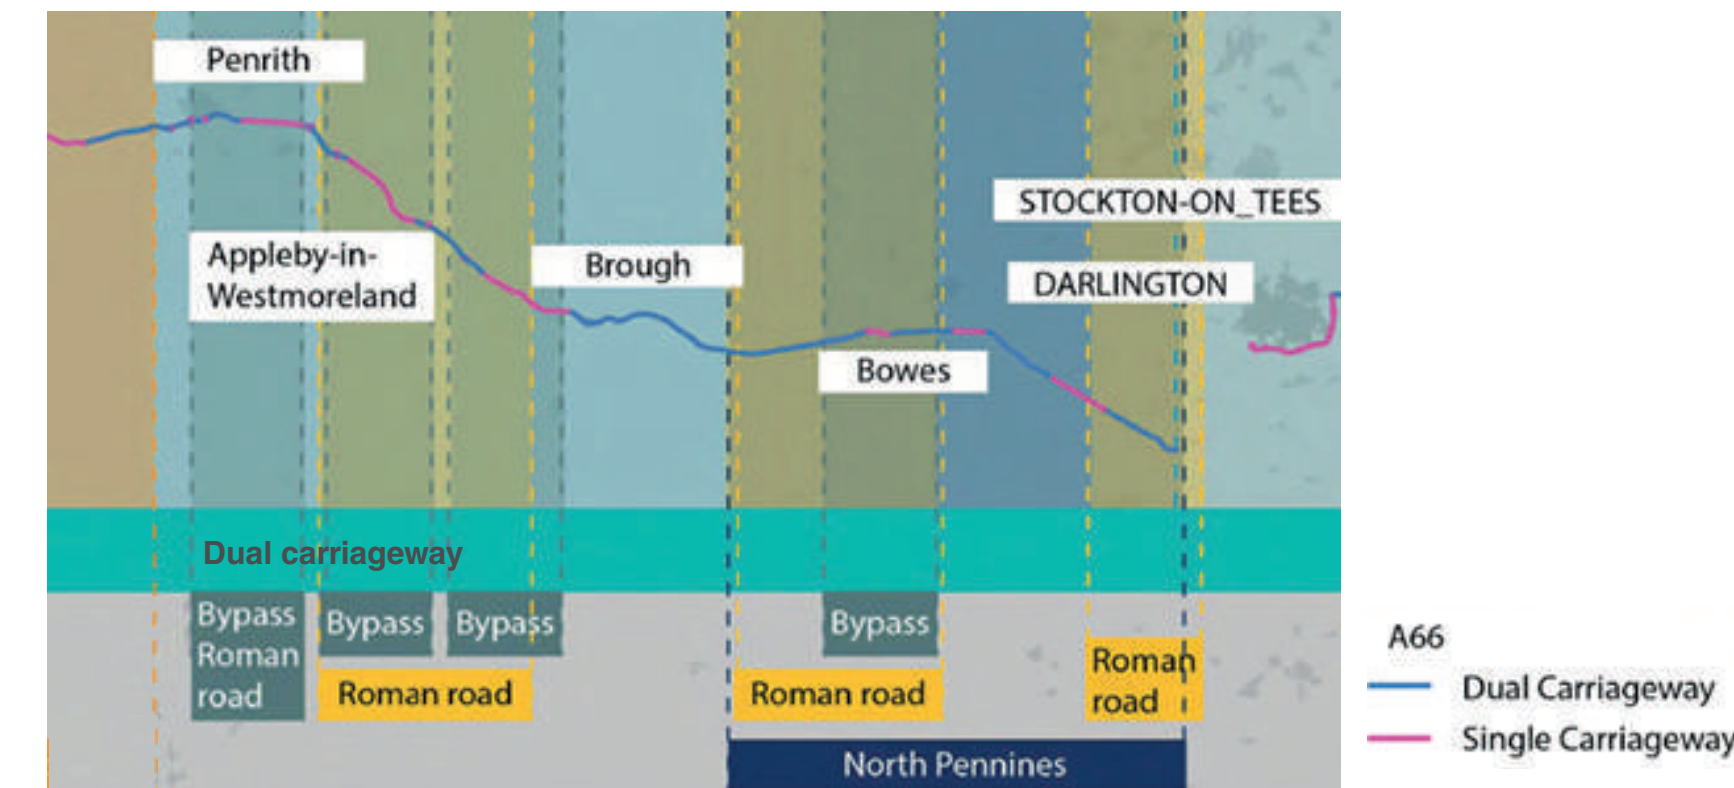 Penrith
Appleby-in-
Westmoreland
Brough
STOCKTON-ON_TEES
DARLINGTON
Bowes
Dual carriageway
Bypass
Roman
road
Bypass
Bypass
Bypass
Roman road
Roman road
Roman
road
North Pennines
A66
Dual Carriageway
Single Carriageway